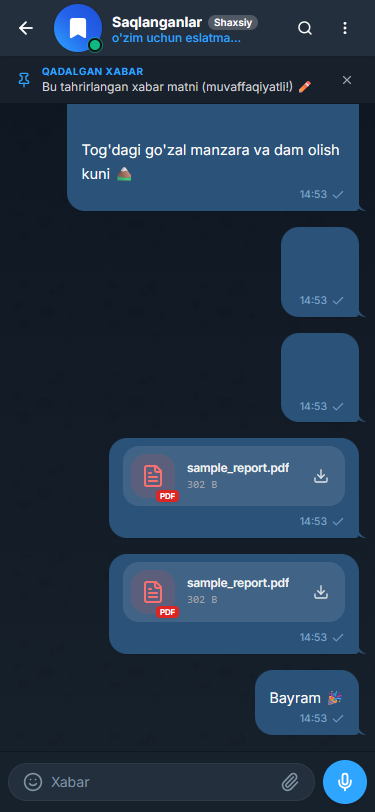 Saqlanganlar Shaxsiy
o'zim uchun eslatma...
QADALGAN XABAR
Bu tahrirlangan xabar matni (muvaffaqiyatli!) 🖍️
Tog'dagi go'zal manzara va dam olish
kuni ⛰️
14:53
14:53
14:53
sample_report.pdf
302 B
PDF
14:53
sample_report.pdf
302 B
PDF
14:53
Bayram 🎉
14:53
Xabar